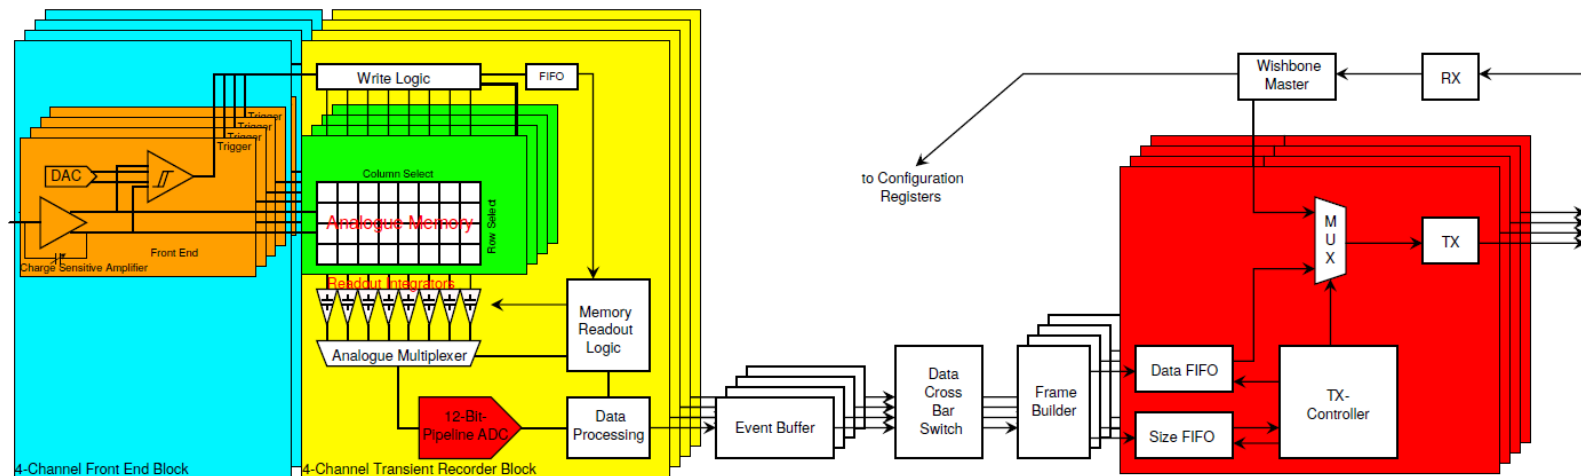 Write Logic
FIFO
Trigger
Trigger
Trigger
Trigger
DAC
Front End
Charge Sensitive Amplifier
Column Select
Analogue Memory
Row Select
Readout Integrators
Memory
Readout
Logic
Analogue Multiplexer
12-Bit-
Pipeline ADC
Data
Processing
4-Channel Front End Block
4-Channel Transient Recorder Block
Event Buffer
Data
Cross
Bar
Switch
Frame
Builder
to Configuration
Registers
Wishbone
Master
RX
MUX
TX
Data FIFO
Size FIFO
TX-
Controller